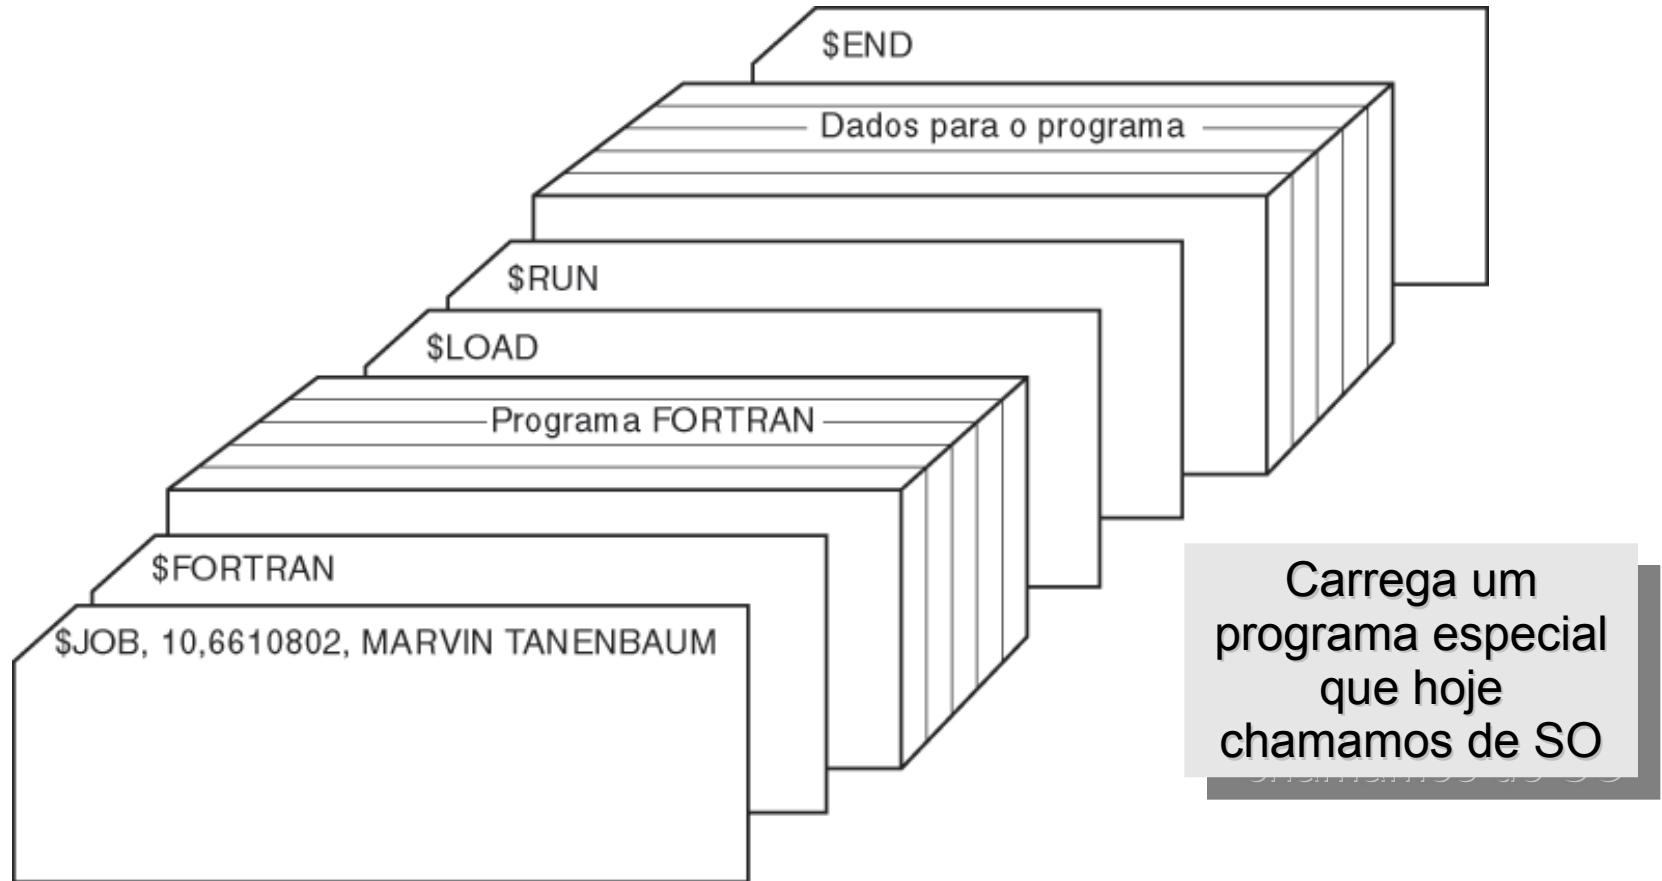 $END
Dados para o programa
$RUN
$LOAD
Programa FORTRAN
$FORTRAN
$JOB, 10,6610802, MARVIN TANENBAUM
Carrega um
programa especial
que hoje
chamamos de SO